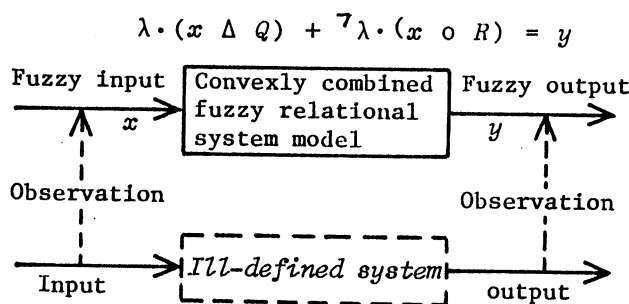 λ·(x Δ Q) + ⁷λ·(x o R) = y
Fuzzy input
Convexly combined
fuzzy relational
system model
Fuzzy output
x
y
Observation
Observation
Ill-defined system
Input
output